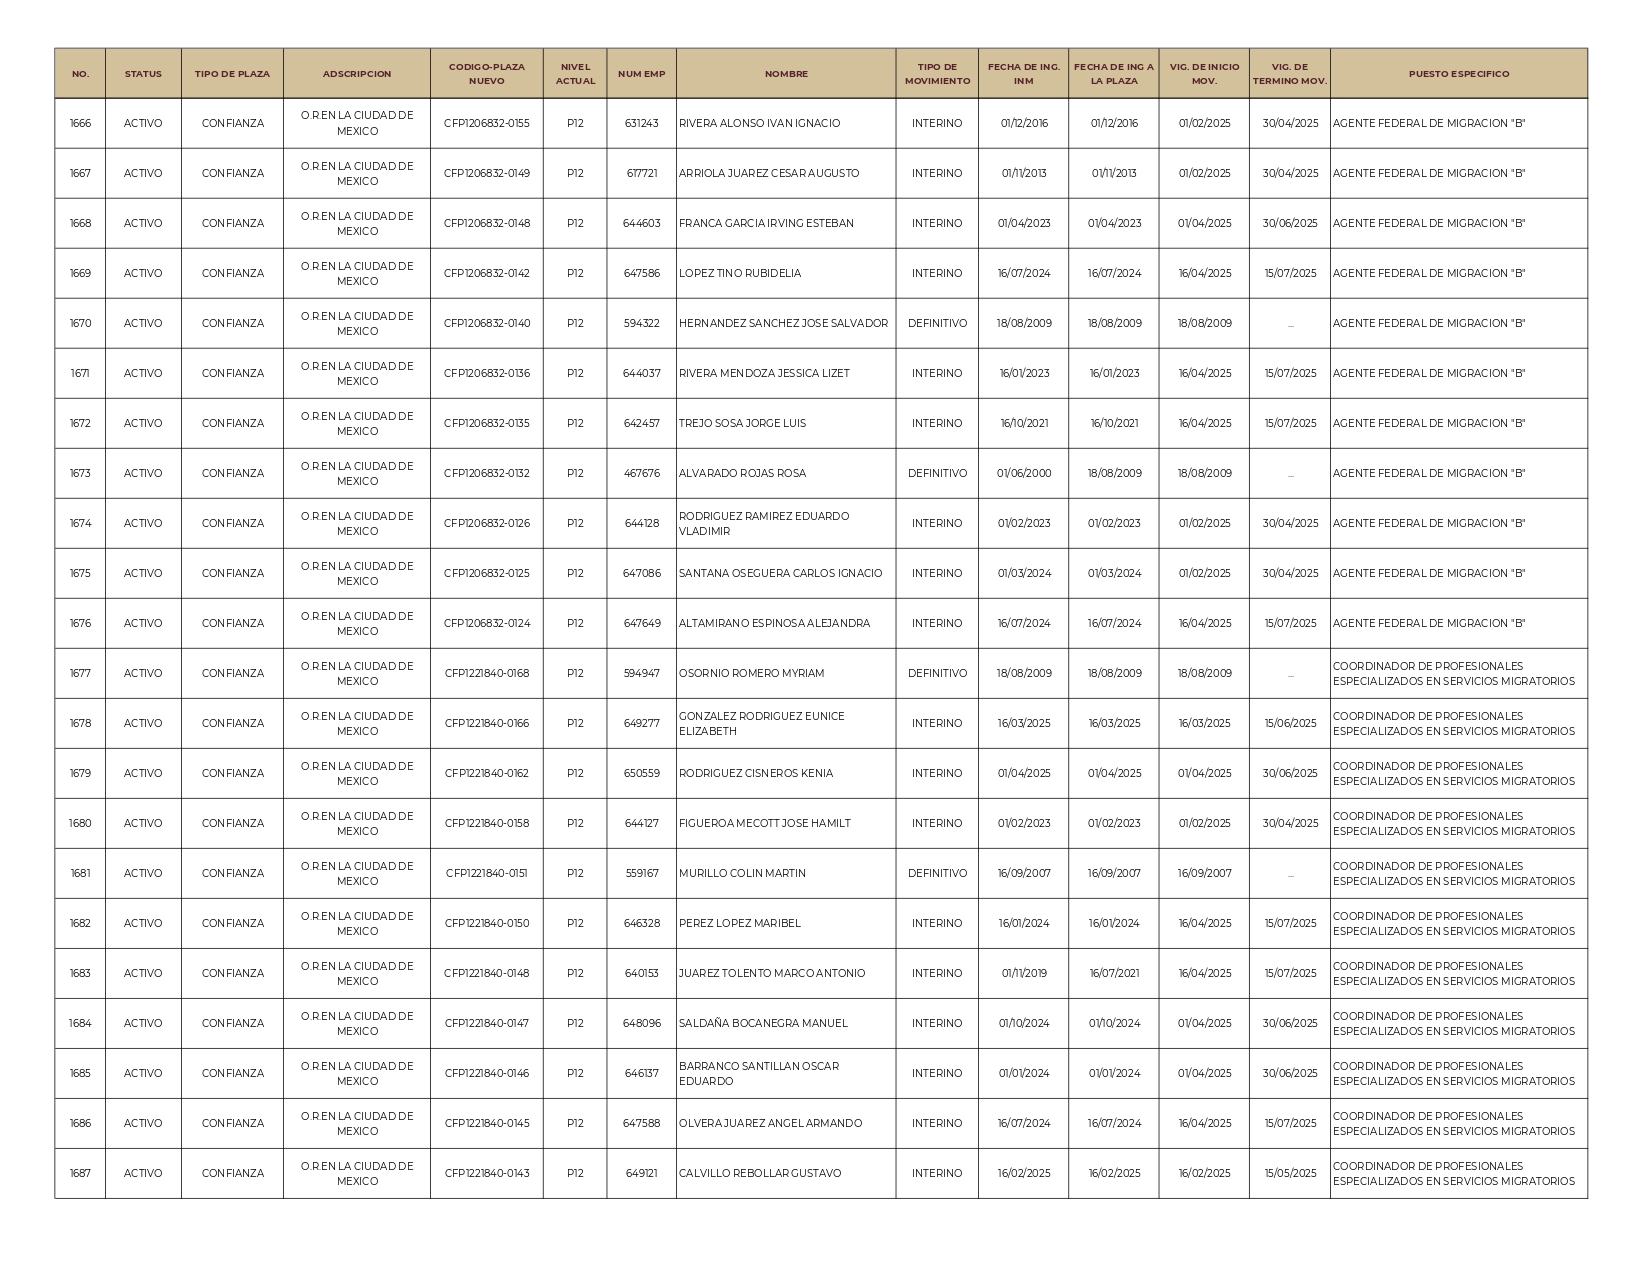 NO. STATUS TIPO DE PLAZA ADSCRIPCION CODIGO-PLAZA NUEVO NIVEL ACTUAL NUM EMP NOMBRE TIPO DE MOVIMIENTO FECHA DE ING. INM FECHA DE ING A LA PLAZA VIG. DE INICIO MOV. VIG. DE TERMINO MOV. PUESTO ESPECIFICO
1666 ACTIVO CONFIANZA O.R.EN LA CIUDAD DE MEXICO CFP1206832-0155 P12 631243 RIVERA ALONSO IVAN IGNACIO INTERINO 01/12/2016 01/12/2016 01/02/2025 30/04/2025 AGENTE FEDERAL DE MIGRACION "B"
1667 ACTIVO CONFIANZA O.R.EN LA CIUDAD DE MEXICO CFP1206832-0149 P12 617721 ARRIOLA JUAREZ CESAR AUGUSTO INTERINO 01/11/2013 01/11/2013 01/02/2025 30/04/2025 AGENTE FEDERAL DE MIGRACION "B"
1668 ACTIVO CONFIANZA O.R.EN LA CIUDAD DE MEXICO CFP1206832-0148 P12 644603 FRANCA GARCIA IRVING ESTEBAN INTERINO 01/04/2023 01/04/2023 01/04/2025 30/06/2025 AGENTE FEDERAL DE MIGRACION "B"
1669 ACTIVO CONFIANZA O.R.EN LA CIUDAD DE MEXICO CFP1206832-0142 P12 647586 LOPEZ TINO RUBIDELIA INTERINO 16/07/2024 16/07/2024 16/04/2025 15/07/2025 AGENTE FEDERAL DE MIGRACION "B"
1670 ACTIVO CONFIANZA O.R.EN LA CIUDAD DE MEXICO CFP1206832-0140 P12 594322 HERNANDEZ SANCHEZ JOSE SALVADOR DEFINITIVO 18/08/2009 18/08/2009 18/08/2009 ... AGENTE FEDERAL DE MIGRACION "B"
1671 ACTIVO CONFIANZA O.R.EN LA CIUDAD DE MEXICO CFP1206832-0136 P12 644037 RIVERA MENDOZA JESSICA LIZET INTERINO 16/01/2023 16/01/2023 16/04/2025 15/07/2025 AGENTE FEDERAL DE MIGRACION "B"
1672 ACTIVO CONFIANZA O.R.EN LA CIUDAD DE MEXICO CFP1206832-0135 P12 642457 TREJO SOSA JORGE LUIS INTERINO 16/10/2021 16/10/2021 16/04/2025 15/07/2025 AGENTE FEDERAL DE MIGRACION "B"
1673 ACTIVO CONFIANZA O.R.EN LA CIUDAD DE MEXICO CFP1206832-0132 P12 467676 ALVARADO ROJAS ROSA DEFINITIVO 01/06/2000 18/08/2009 18/08/2009 ... AGENTE FEDERAL DE MIGRACION "B"
1674 ACTIVO CONFIANZA O.R.EN LA CIUDAD DE MEXICO CFP1206832-0126 P12 644128 RODRIGUEZ RAMIREZ EDUARDO VLADIMIR INTERINO 01/02/2023 01/02/2023 01/02/2025 30/04/2025 AGENTE FEDERAL DE MIGRACION "B"
1675 ACTIVO CONFIANZA O.R.EN LA CIUDAD DE MEXICO CFP1206832-0125 P12 647086 SANTANA OSEGUERA CARLOS IGNACIO INTERINO 01/03/2024 01/03/2024 01/02/2025 30/04/2025 AGENTE FEDERAL DE MIGRACION "B"
1676 ACTIVO CONFIANZA O.R.EN LA CIUDAD DE MEXICO CFP1206832-0124 P12 647649 ALTAMIRANO ESPINOSA ALEJANDRA INTERINO 16/07/2024 16/07/2024 16/04/2025 15/07/2025 AGENTE FEDERAL DE MIGRACION "B"
1677 ACTIVO CONFIANZA O.R.EN LA CIUDAD DE MEXICO CFP1221840-0168 P12 594947 OSORNIO ROMERO MYRIAM DEFINITIVO 18/08/2009 18/08/2009 18/08/2009 ... COORDINADOR DE PROFESIONALES ESPECIALIZADOS EN SERVICIOS MIGRATORIOS
1678 ACTIVO CONFIANZA O.R.EN LA CIUDAD DE MEXICO CFP1221840-0166 P12 649277 GONZALEZ RODRIGUEZ EUNICE ELIZABETH INTERINO 16/03/2025 16/03/2025 16/03/2025 15/06/2025 COORDINADOR DE PROFESIONALES ESPECIALIZADOS EN SERVICIOS MIGRATORIOS
1679 ACTIVO CONFIANZA O.R.EN LA CIUDAD DE MEXICO CFP1221840-0162 P12 650559 RODRIGUEZ CISNEROS KENIA INTERINO 01/04/2025 01/04/2025 01/04/2025 30/06/2025 COORDINADOR DE PROFESIONALES ESPECIALIZADOS EN SERVICIOS MIGRATORIOS
1680 ACTIVO CONFIANZA O.R.EN LA CIUDAD DE MEXICO CFP1221840-0158 P12 644127 FIGUEROA MECOTT JOSE HAMILT INTERINO 01/02/2023 01/02/2023 01/02/2025 30/04/2025 COORDINADOR DE PROFESIONALES ESPECIALIZADOS EN SERVICIOS MIGRATORIOS
1681 ACTIVO CONFIANZA O.R.EN LA CIUDAD DE MEXICO CFP1221840-0151 P12 559167 MURILLO COLIN MARTIN DEFINITIVO 16/09/2007 16/09/2007 16/09/2007 ... COORDINADOR DE PROFESIONALES ESPECIALIZADOS EN SERVICIOS MIGRATORIOS
1682 ACTIVO CONFIANZA O.R.EN LA CIUDAD DE MEXICO CFP1221840-0150 P12 646328 PEREZ LOPEZ MARIBEL INTERINO 16/01/2024 16/01/2024 16/04/2025 15/07/2025 COORDINADOR DE PROFESIONALES ESPECIALIZADOS EN SERVICIOS MIGRATORIOS
1683 ACTIVO CONFIANZA O.R.EN LA CIUDAD DE MEXICO CFP1221840-0148 P12 640153 JUAREZ TOLENTO MARCO ANTONIO INTERINO 01/11/2019 16/07/2021 16/04/2025 15/07/2025 COORDINADOR DE PROFESIONALES ESPECIALIZADOS EN SERVICIOS MIGRATORIOS
1684 ACTIVO CONFIANZA O.R.EN LA CIUDAD DE MEXICO CFP1221840-0147 P12 648096 SALDAÑA BOCANEGRA MANUEL INTERINO 01/10/2024 01/10/2024 01/04/2025 30/06/2025 COORDINADOR DE PROFESIONALES ESPECIALIZADOS EN SERVICIOS MIGRATORIOS
1685 ACTIVO CONFIANZA O.R.EN LA CIUDAD DE MEXICO CFP1221840-0146 P12 646137 BARRANCO SANTILLAN OSCAR EDUARDO INTERINO 01/01/2024 01/01/2024 01/04/2025 30/06/2025 COORDINADOR DE PROFESIONALES ESPECIALIZADOS EN SERVICIOS MIGRATORIOS
1686 ACTIVO CONFIANZA O.R.EN LA CIUDAD DE MEXICO CFP1221840-0145 P12 647588 OLVERA JUAREZ ANGEL ARMANDO INTERINO 16/07/2024 16/07/2024 16/04/2025 15/07/2025 COORDINADOR DE PROFESIONALES ESPECIALIZADOS EN SERVICIOS MIGRATORIOS
1687 ACTIVO CONFIANZA O.R.EN LA CIUDAD DE MEXICO CFP1221840-0143 P12 649121 CALVILLO REBOLLAR GUSTAVO INTERINO 16/02/2025 16/02/2025 16/02/2025 15/05/2025 COORDINADOR DE PROFESIONALES ESPECIALIZADOS EN SERVICIOS MIGRATORIOS